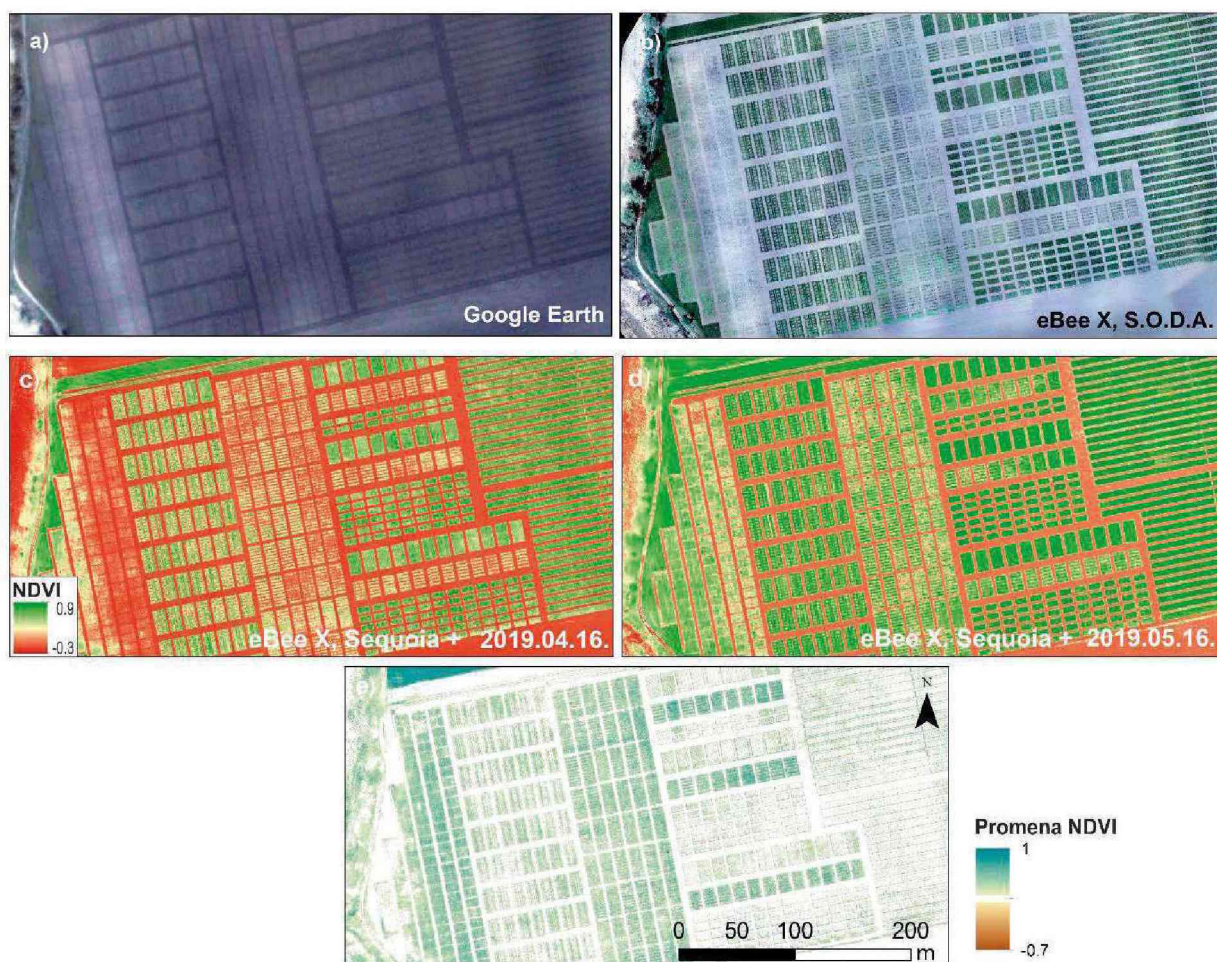 a)
Google Earth
b)
eBee X, S.O.D.A.
c)
NDVI
0.9
-0.3
eBee X, Sequoia + 2019.04.16.
d)
eBee X, Sequoia + 2019.05.16.
e)
N
0 50 100 200
m
Promena NDVI
1
-0.7